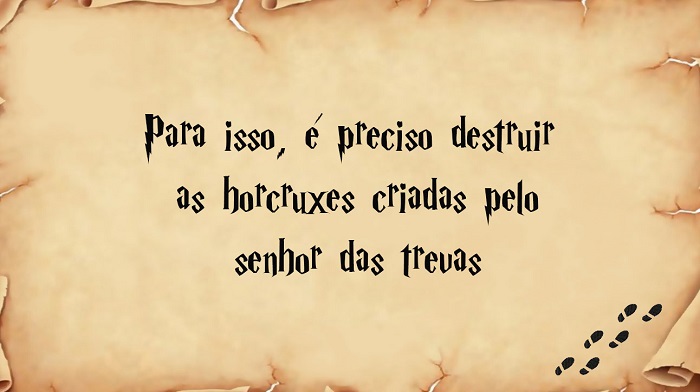 Para isso, é preciso destruir
as horcruxes criadas pelo
senhor das trevas